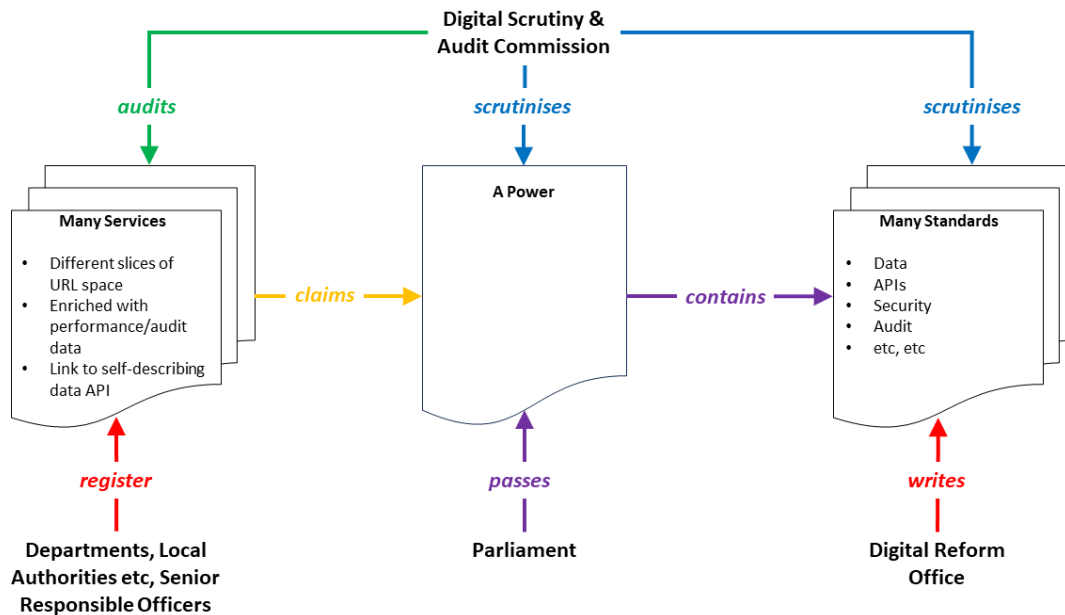 Digital Scrutiny &
Audit Commission
audits
scrutinises
scrutinises
Many Services
• Different slices of
URL space
• Enriched with
performance/audit
data
• Link to self-describing
data API
A Power
Many Standards
• Data
• APIs
• Security
• Audit
• etc, etc
claims
contains
register
passes
writes
Departments, Local
Authorities etc, Senior
Responsible Officers
Parliament
Digital Reform
Office